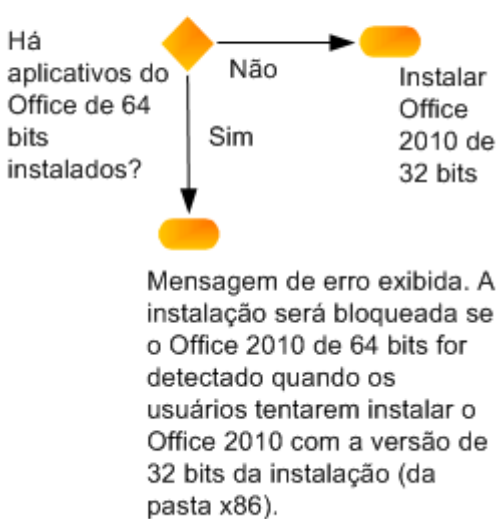 Há
aplicativos do
Office de 64
bits
instalados?
Não
Instalar
Office
2010 de
32 bits
Sim
Mensagem de erro exibida. A
instalação será bloqueada se
o Office 2010 de 64 bits for
detectado quando os
usuários tentarem instalar o
Office 2010 com a versão de
32 bits da instalação (da
pasta x86).